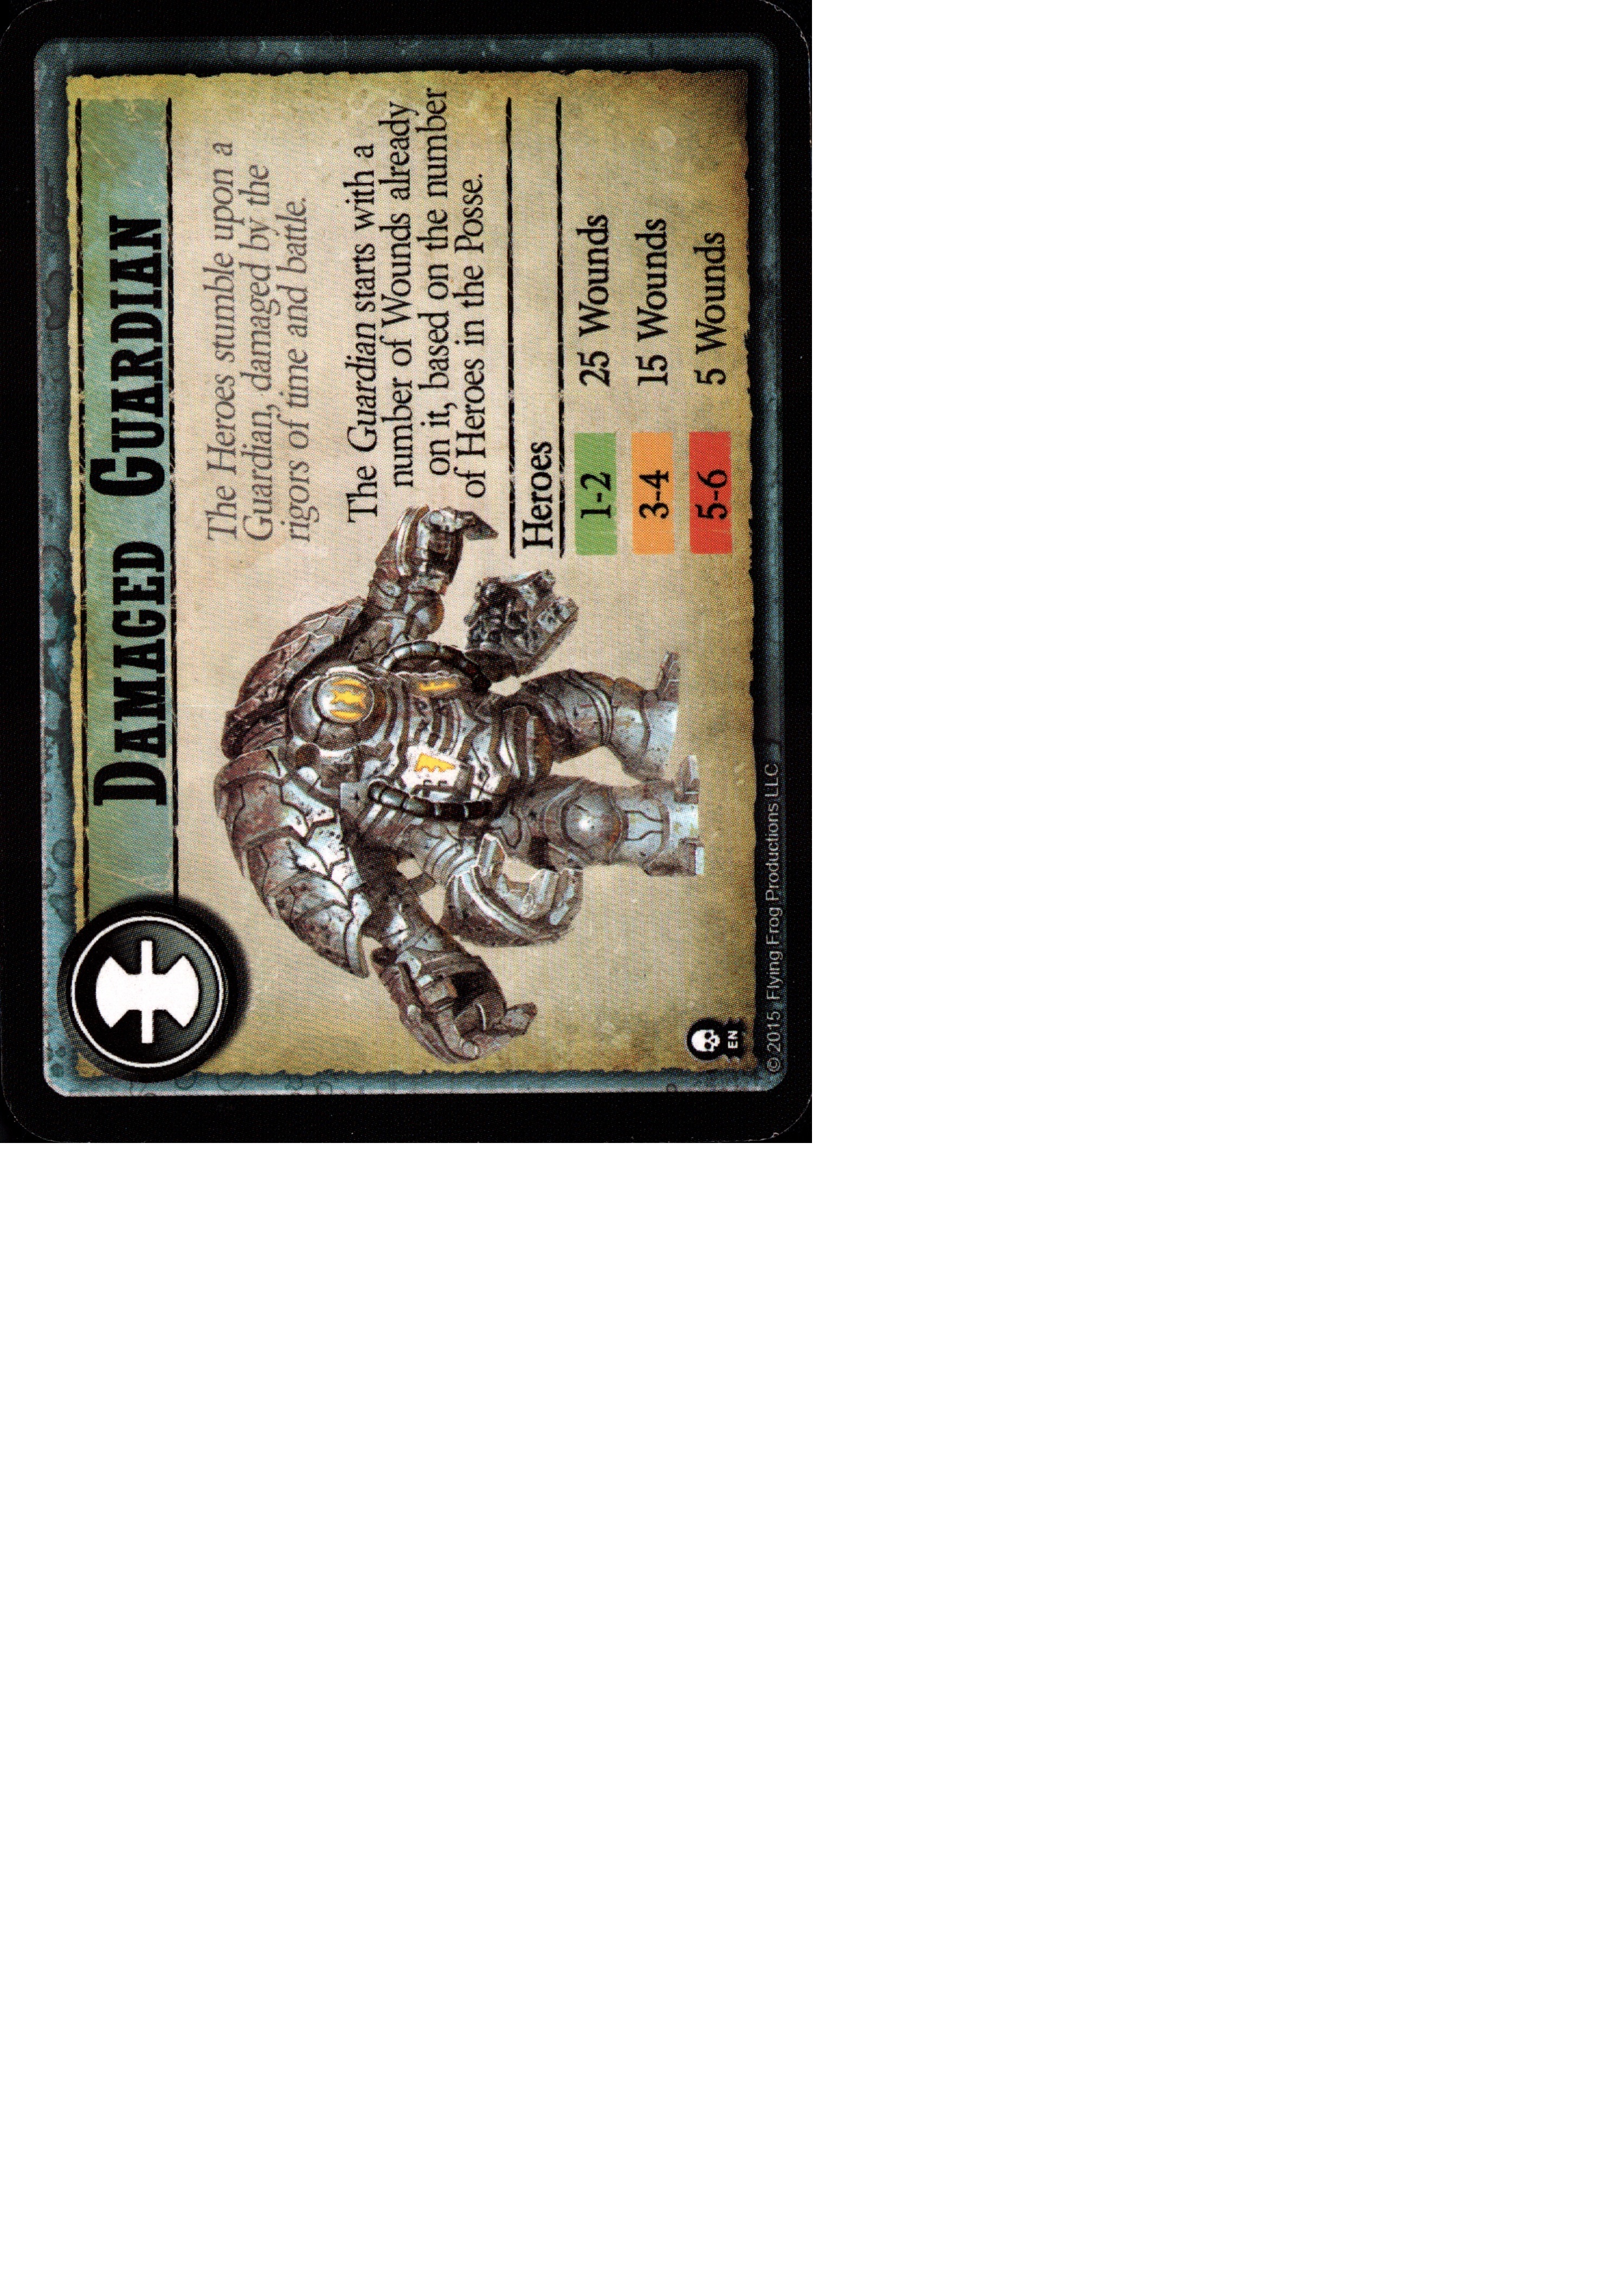 DAMAGED GUARDIAN
The Heroes stumble upon a
Guardian, damaged by the
rigors of time and battle.
The Guardian starts with a
number of Wounds already
on it, based on the number
of Heroes in the Posse.
Heroes
1-2 25 Wounds
3-4 15 Wounds
5-6 5 Wounds
EN
© 2015 Flying Frog Productions LLC